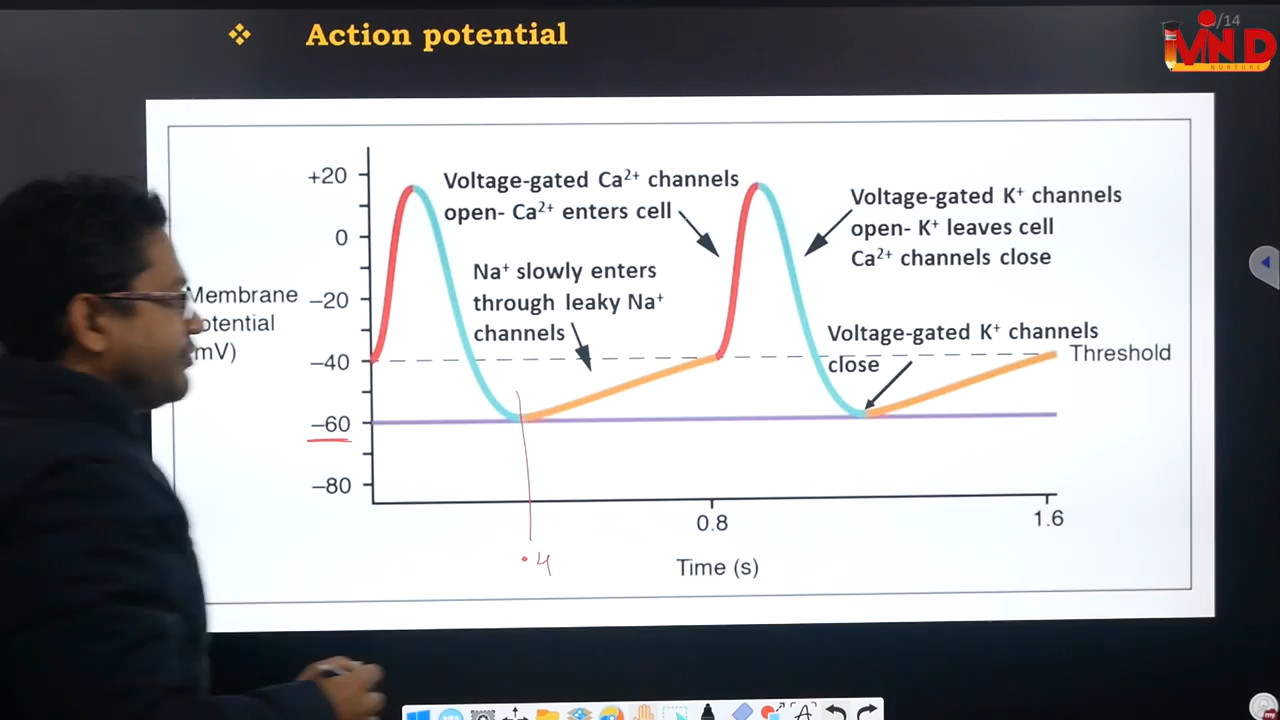 ❖ Action potential
/14
MIND
NURTURE
+20
0
–20
–40
–60
–80
Membrane
otential
mV)
Voltage-gated Ca²⁺ channels
open- Ca²⁺ enters cell
Na⁺ slowly enters
through leaky Na⁺
channels
Voltage-gated K⁺ channels
open- K⁺ leaves cell
Ca²⁺ channels close
Voltage-gated K⁺ channels
close
Threshold
0.8
1.6
.4
Time (s)